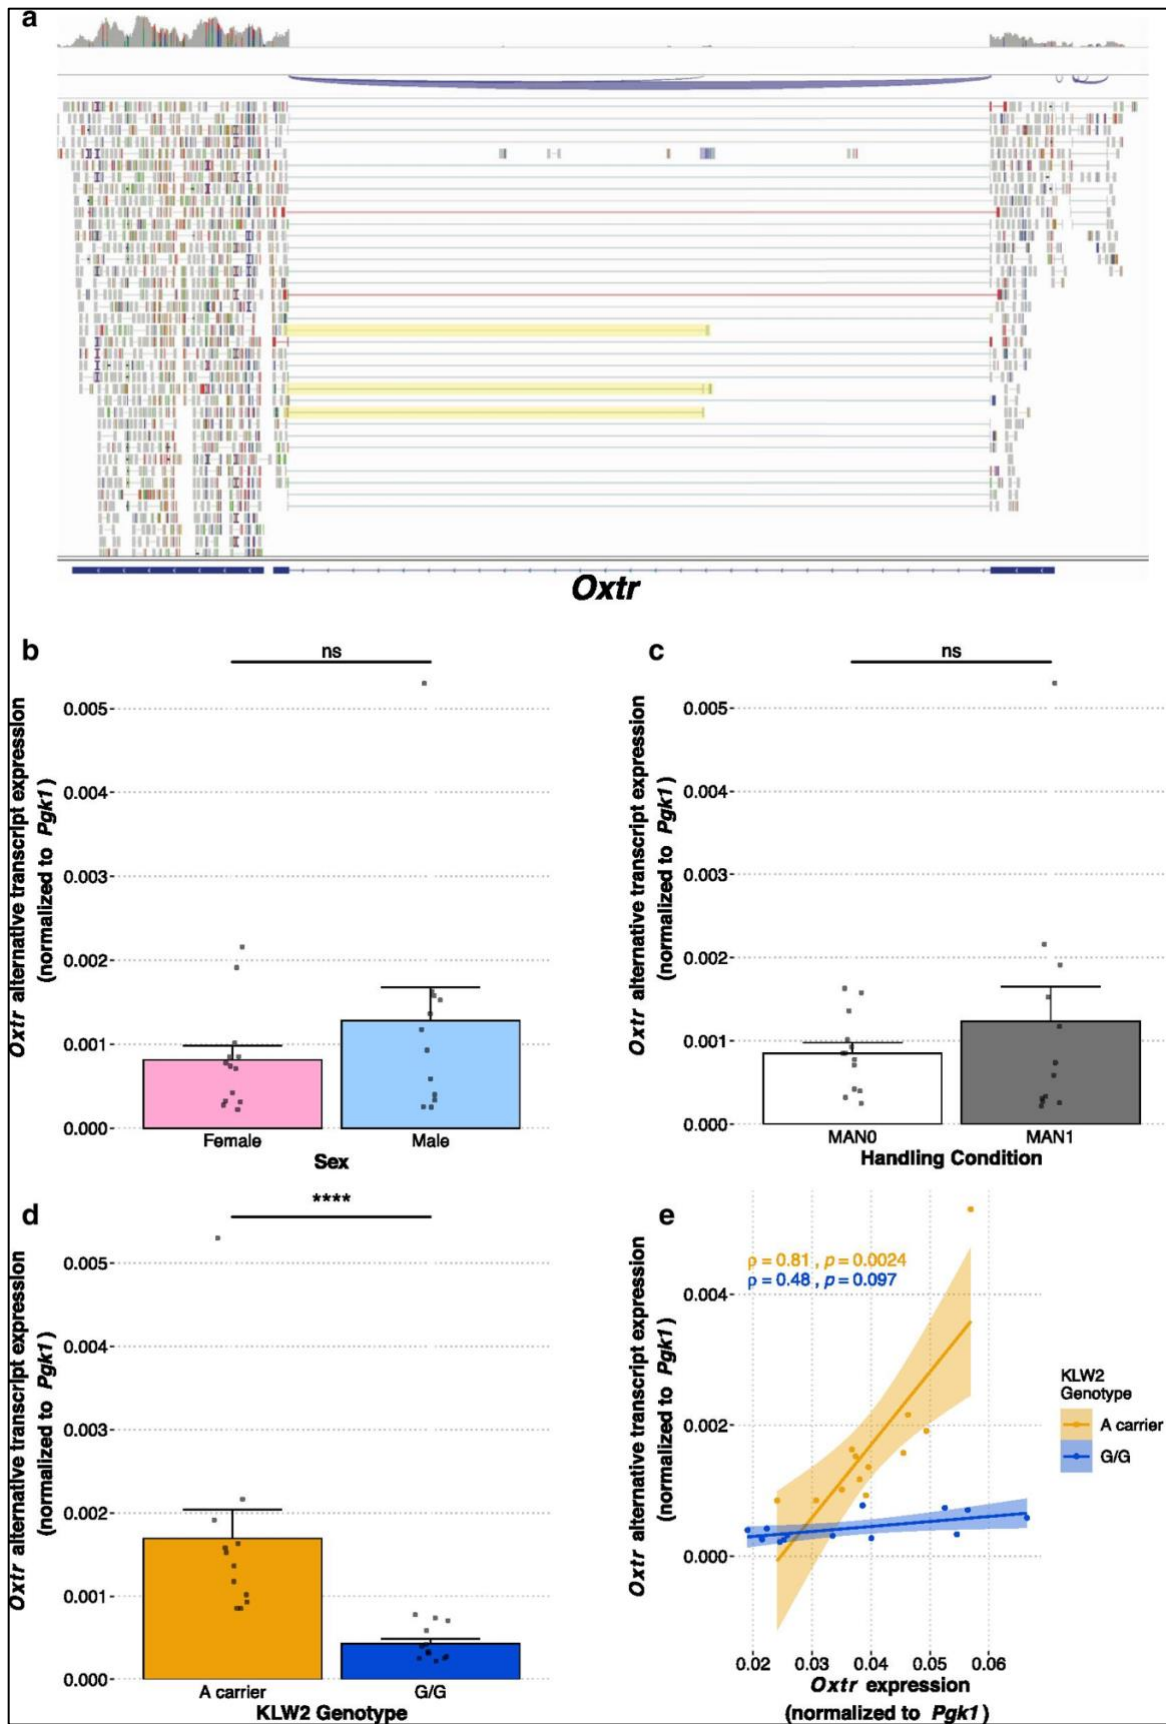 a
Oxtr
b
ns
Oxtr alternative transcript expression
(normalized to Pgk1)
0.005
0.004
0.003
0.002
0.001
0.000
Female
Male
Sex
c
ns
Oxtr alternative transcript expression
(normalized to Pgk1)
0.005
0.004
0.003
0.002
0.001
0.000
MAN0
MAN1
Handling Condition
d
****
Oxtr alternative transcript expression
(normalized to Pgk1)
0.005
0.004
0.003
0.002
0.001
0.000
A carrier
G/G
KLW2 Genotype
e
ρ = 0.81 , p = 0.0024
ρ = 0.48 , p = 0.097
Oxtr alternative transcript expression
(normalized to Pgk1)
0.004
0.002
0.000
0.02 0.03 0.04 0.05 0.06
Oxtr expression
(normalized to Pgk1)
KLW2
Genotype
A carrier
G/G